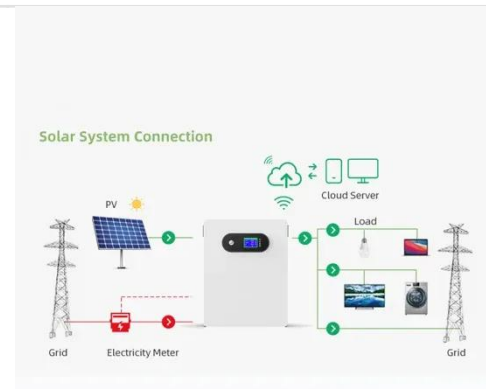 Solar System Connection
Cloud Server
PV
Load
Grid
Electricity Meter
Grid